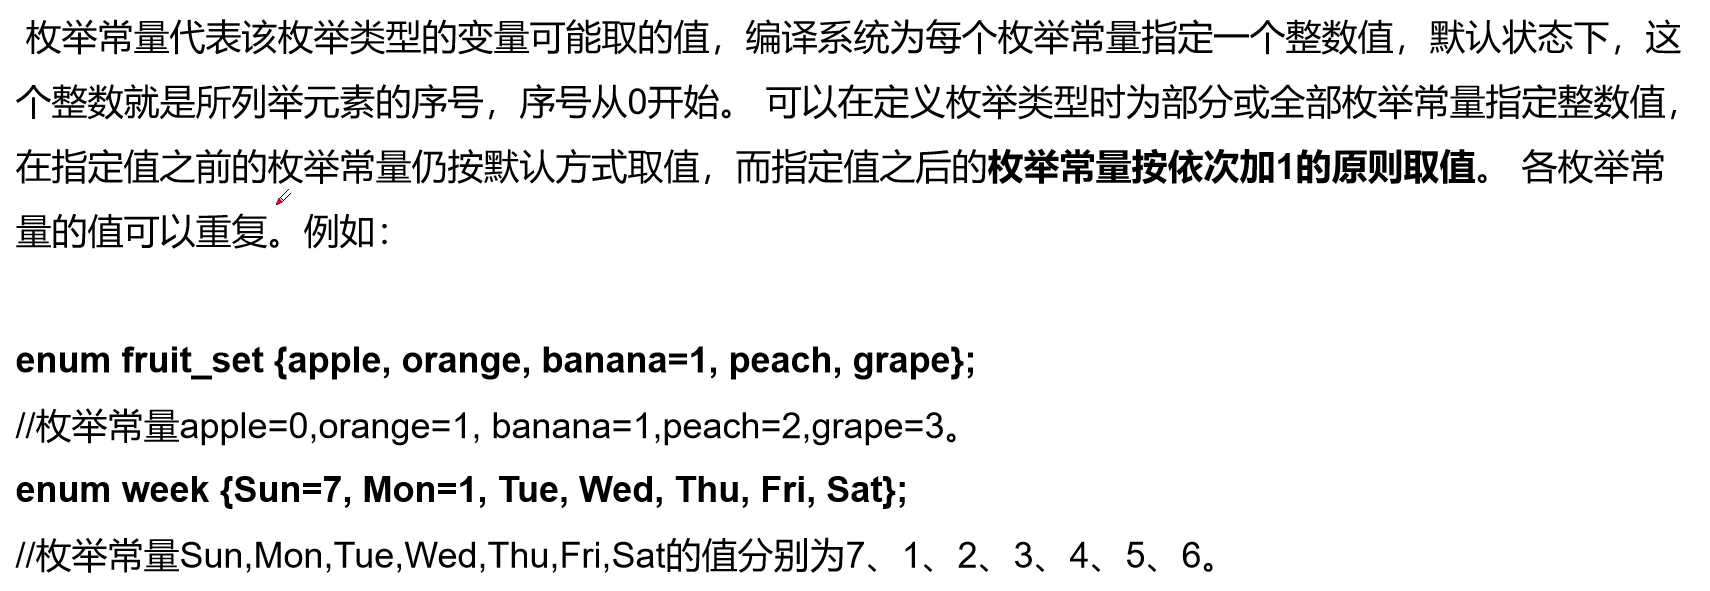 枚举常量代表该枚举类型的变量可能取的值，编译系统为每个枚举常量指定一个整数值，默认状态下，这
个整数就是所列举元素的序号，序号从0开始。 可以在定义枚举类型时为部分或全部枚举常量指定整数值，
在指定值之前的枚举常量仍按默认方式取值，而指定值之后的枚举常量按依次加1的原则取值。 各枚举常
量的值可以重复。例如：
enum fruit_set {apple, orange, banana=1, peach, grape};
//枚举常量apple=0,orange=1, banana=1,peach=2,grape=3。
enum week {Sun=7, Mon=1, Tue, Wed, Thu, Fri, Sat};
//枚举常量Sun,Mon,Tue,Wed,Thu,Fri,Sat的值分别为7、1、2、3、4、5、6。